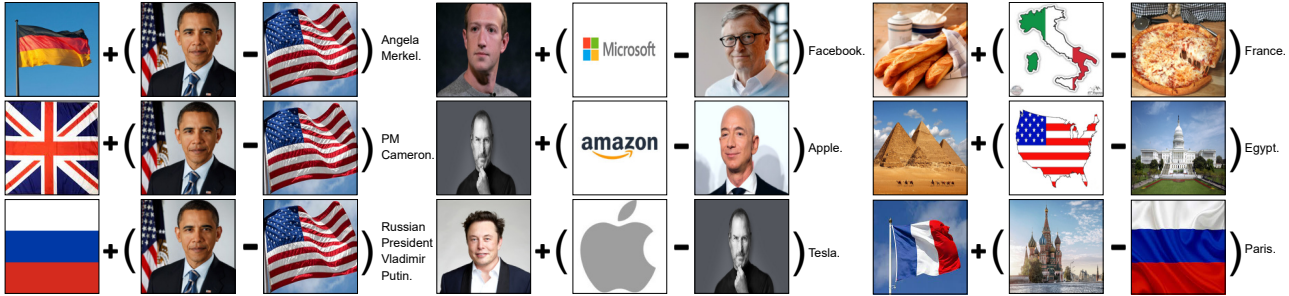 Angela
Merkel.
Microsoft
Facebook.
France.
PM
Cameron.
amazon
Apple.
Egypt.
Russian
President
Vladimir
Putin.
Tesla.
Paris.